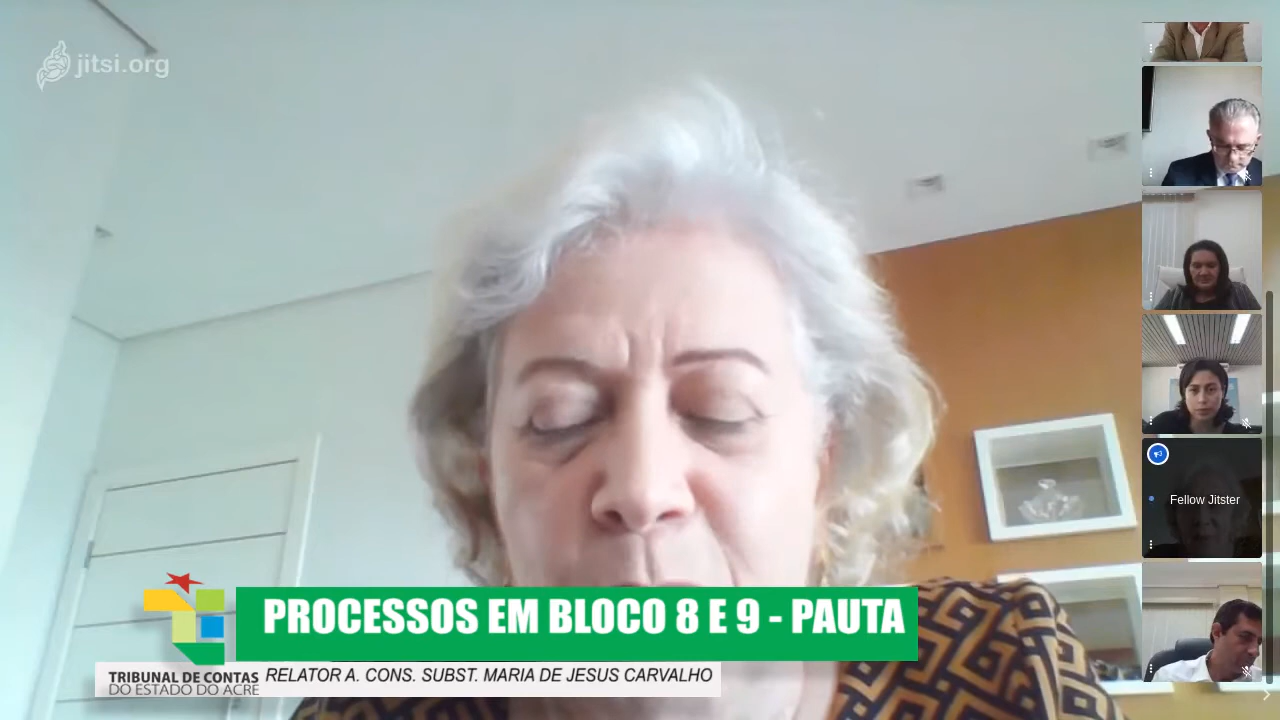 jitsi.org
Fellow Jitster
PROCESSOS EM BLOCO 8 E 9 - PAUTA
RELATOR A. CONS. SUBST. MARIA DE JESUS CARVALHO
TRIBUNAL DE CONTAS
DO ESTADO DO ACRE